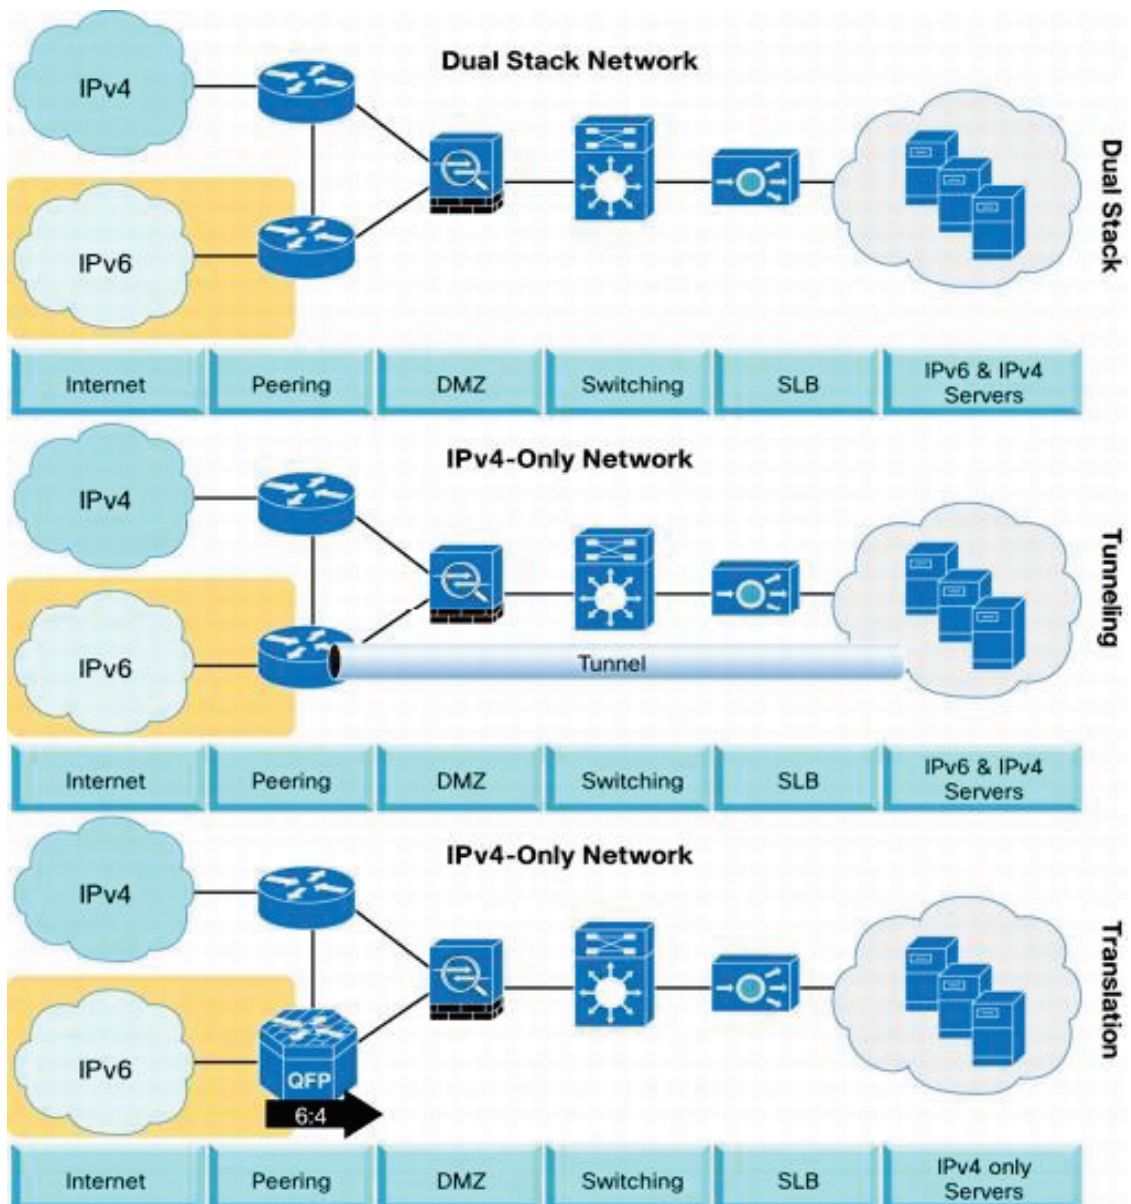 Dual Stack Network
IPv4
IPv6
Dual Stack
Internet
Peering
DMZ
Switching
SLB
IPv6 & IPv4
Servers
IPv4-Only Network
IPv4
IPv6
Tunnel
Tunneling
Internet
Peering
DMZ
Switching
SLB
IPv6 & IPv4
Servers
IPv4-Only Network
IPv4
IPv6
QFP
6:4
Translation
Internet
Peering
DMZ
Switching
SLB
IPv4 only
Servers